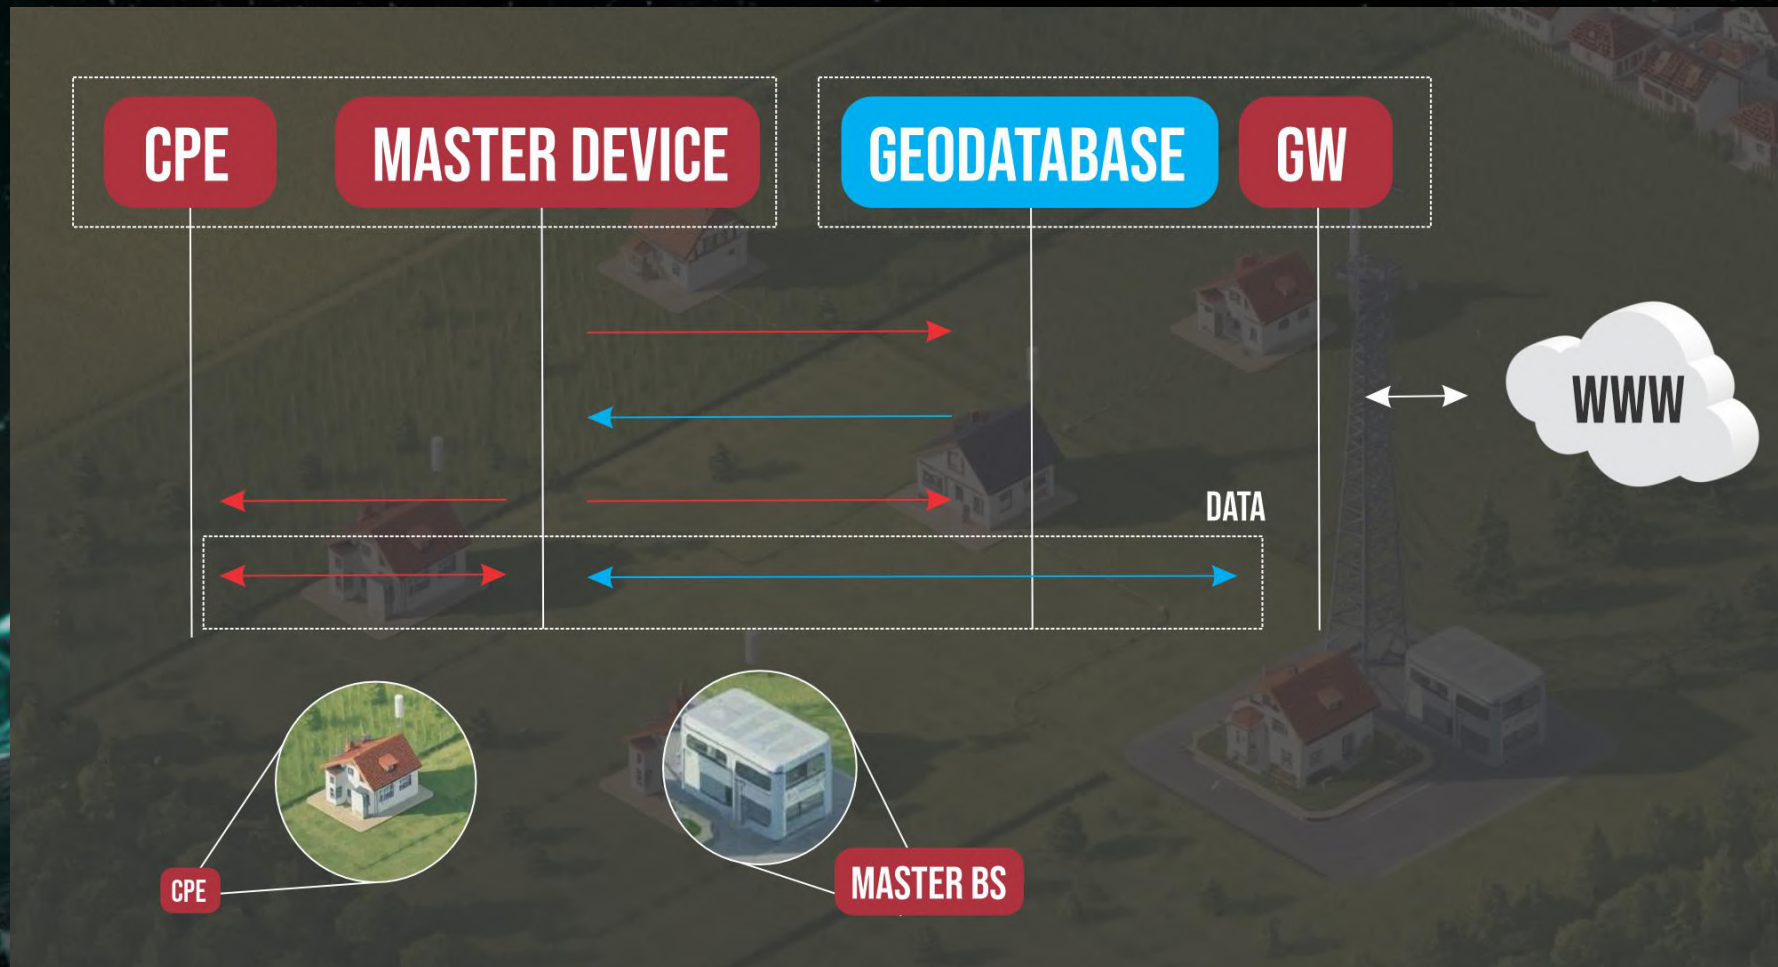 CPE
MASTER DEVICE
GEODATABASE
GW
WWW
DATA
CPE
MASTER BS